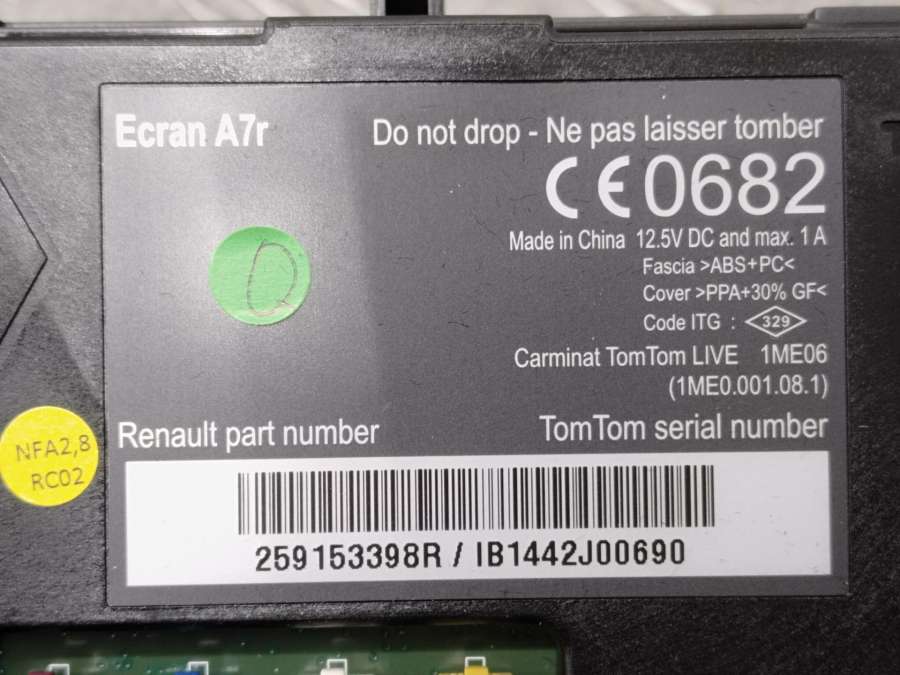 Ecran A7r
Do not drop - Ne pas laisser tomber
CE0682
Made in China 12.5V DC and max. 1 A
Fascia >ABS+PC<
Cover >PPA+30% GF<
Code ITG : 329
Carminat TomTom LIVE 1ME06
(1ME0.001.08.1)
Renault part number
TomTom serial number
259153398R / IB1442J00690
NFA2,8
RC02